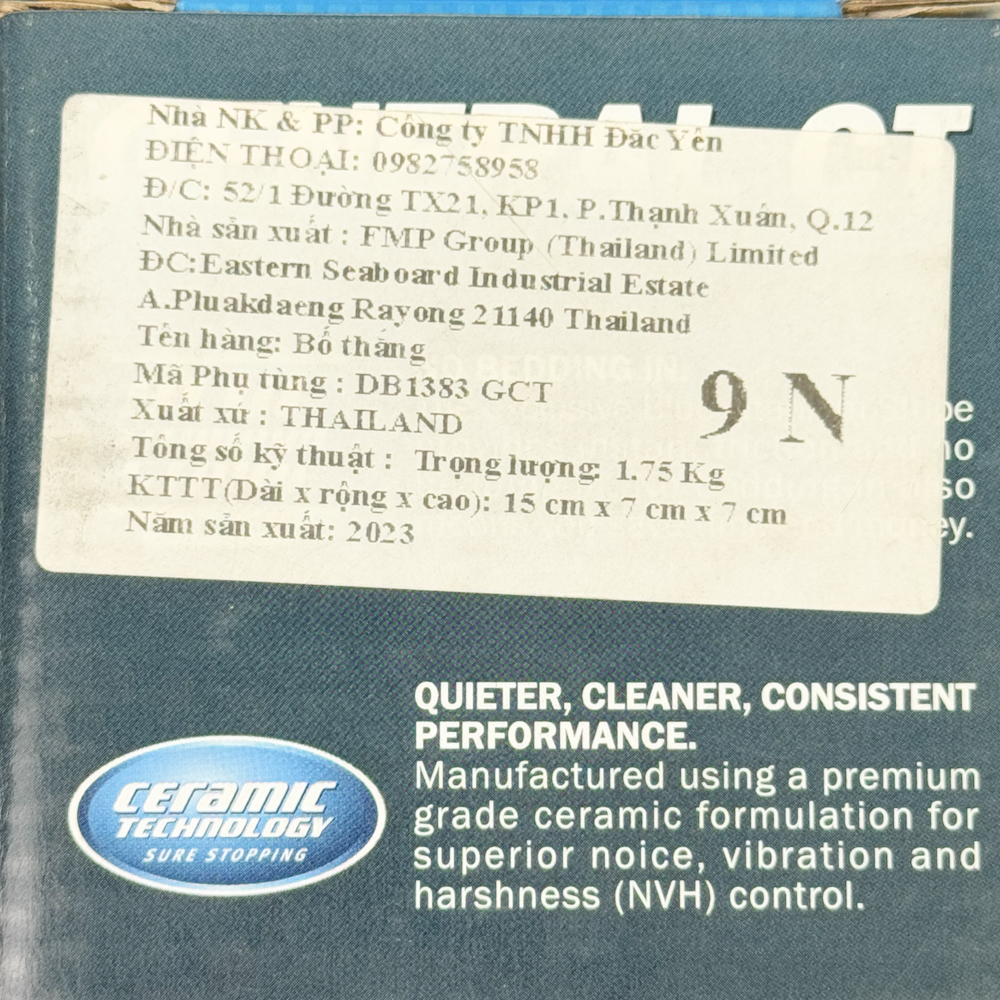 Nhà NK & PP: Công ty TNHH Đăc Yên
ĐIỆN THOẠI: 0982758958
Đ/C: 52/1 Đường TX21, KP1, P.Thạnh Xuân, Q.12
Nhà sản xuất : FMP Group (Thailand) Limited
ĐC:Eastern Seaboard Industrial Estate
A.Pluakdaeng Rayong 21140 Thailand
Tên hàng: Bố thắng
Mã Phụ tùng : DB1383 GCT
9 N
Xuất xứ : THAILAND
Tông số kỹ thuật : Trọng lượng: 1.75 Kg
KTTT(Dài x rộng x cao): 15 cm x 7 cm x 7 cm
Năm sản xuất: 2023
QUIETER, CLEANER, CONSISTENT
PERFORMANCE.
Manufactured using a premium
grade ceramic formulation for
superior noice, vibration and
harshness (NVH) control.
ceramic
TECHNOLOGY
SURE STOPPING